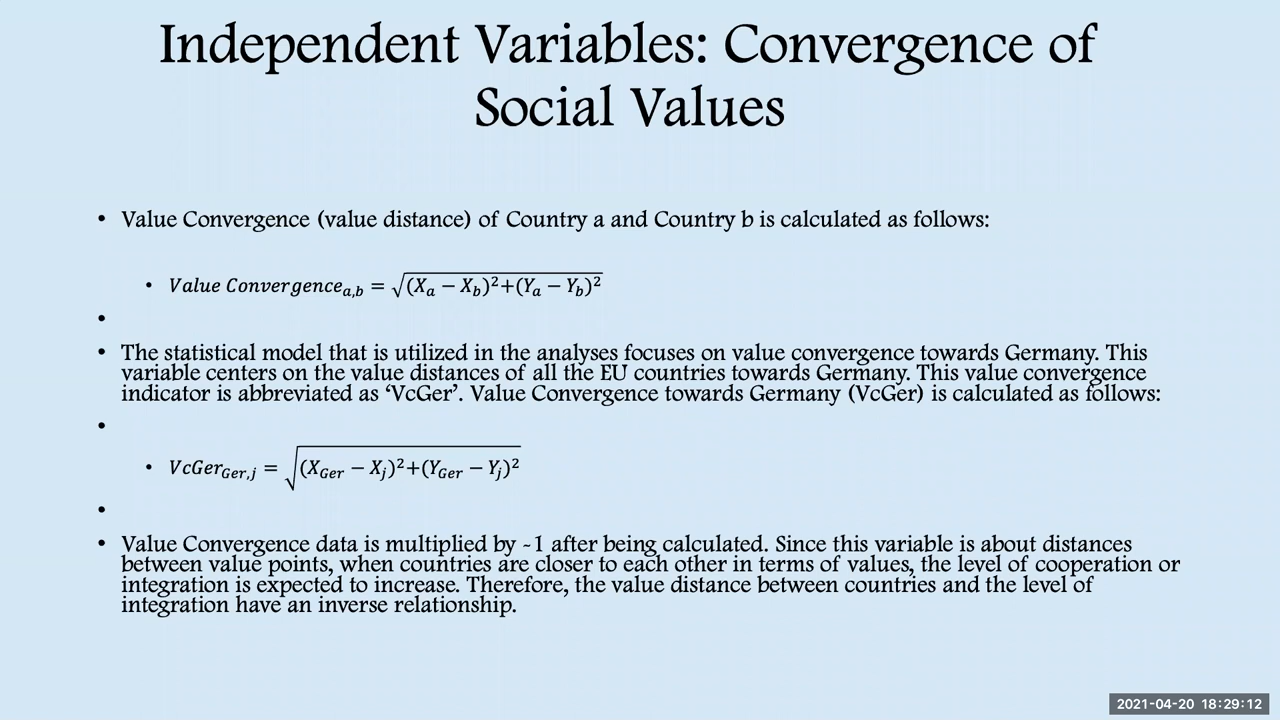 Independent Variables: Convergence of
Social Values
• Value Convergence (value distance) of Country a and Country b is calculated as follows:
• Value Convergence_{a,b} = √(X_a − X_b)²+(Y_a − Y_b)²
•
• The statistical model that is utilized in the analyses focuses on value convergence towards Germany. This
variable centers on the value distances of all the EU countries towards Germany. This value convergence
indicator is abbreviated as ‘VcGer’. Value Convergence towards Germany (VcGer) is calculated as follows:
•
• VcGer_{Ger,j} = √(X_{Ger} − X_j)²+(Y_{Ger} − Y_j)²
•
• Value Convergence data is multiplied by -1 after being calculated. Since this variable is about distances
between value points, when countries are closer to each other in terms of values, the level of cooperation or
integration is expected to increase. Therefore, the value distance between countries and the level of
integration have an inverse relationship.
2021-04-20 18:29:12